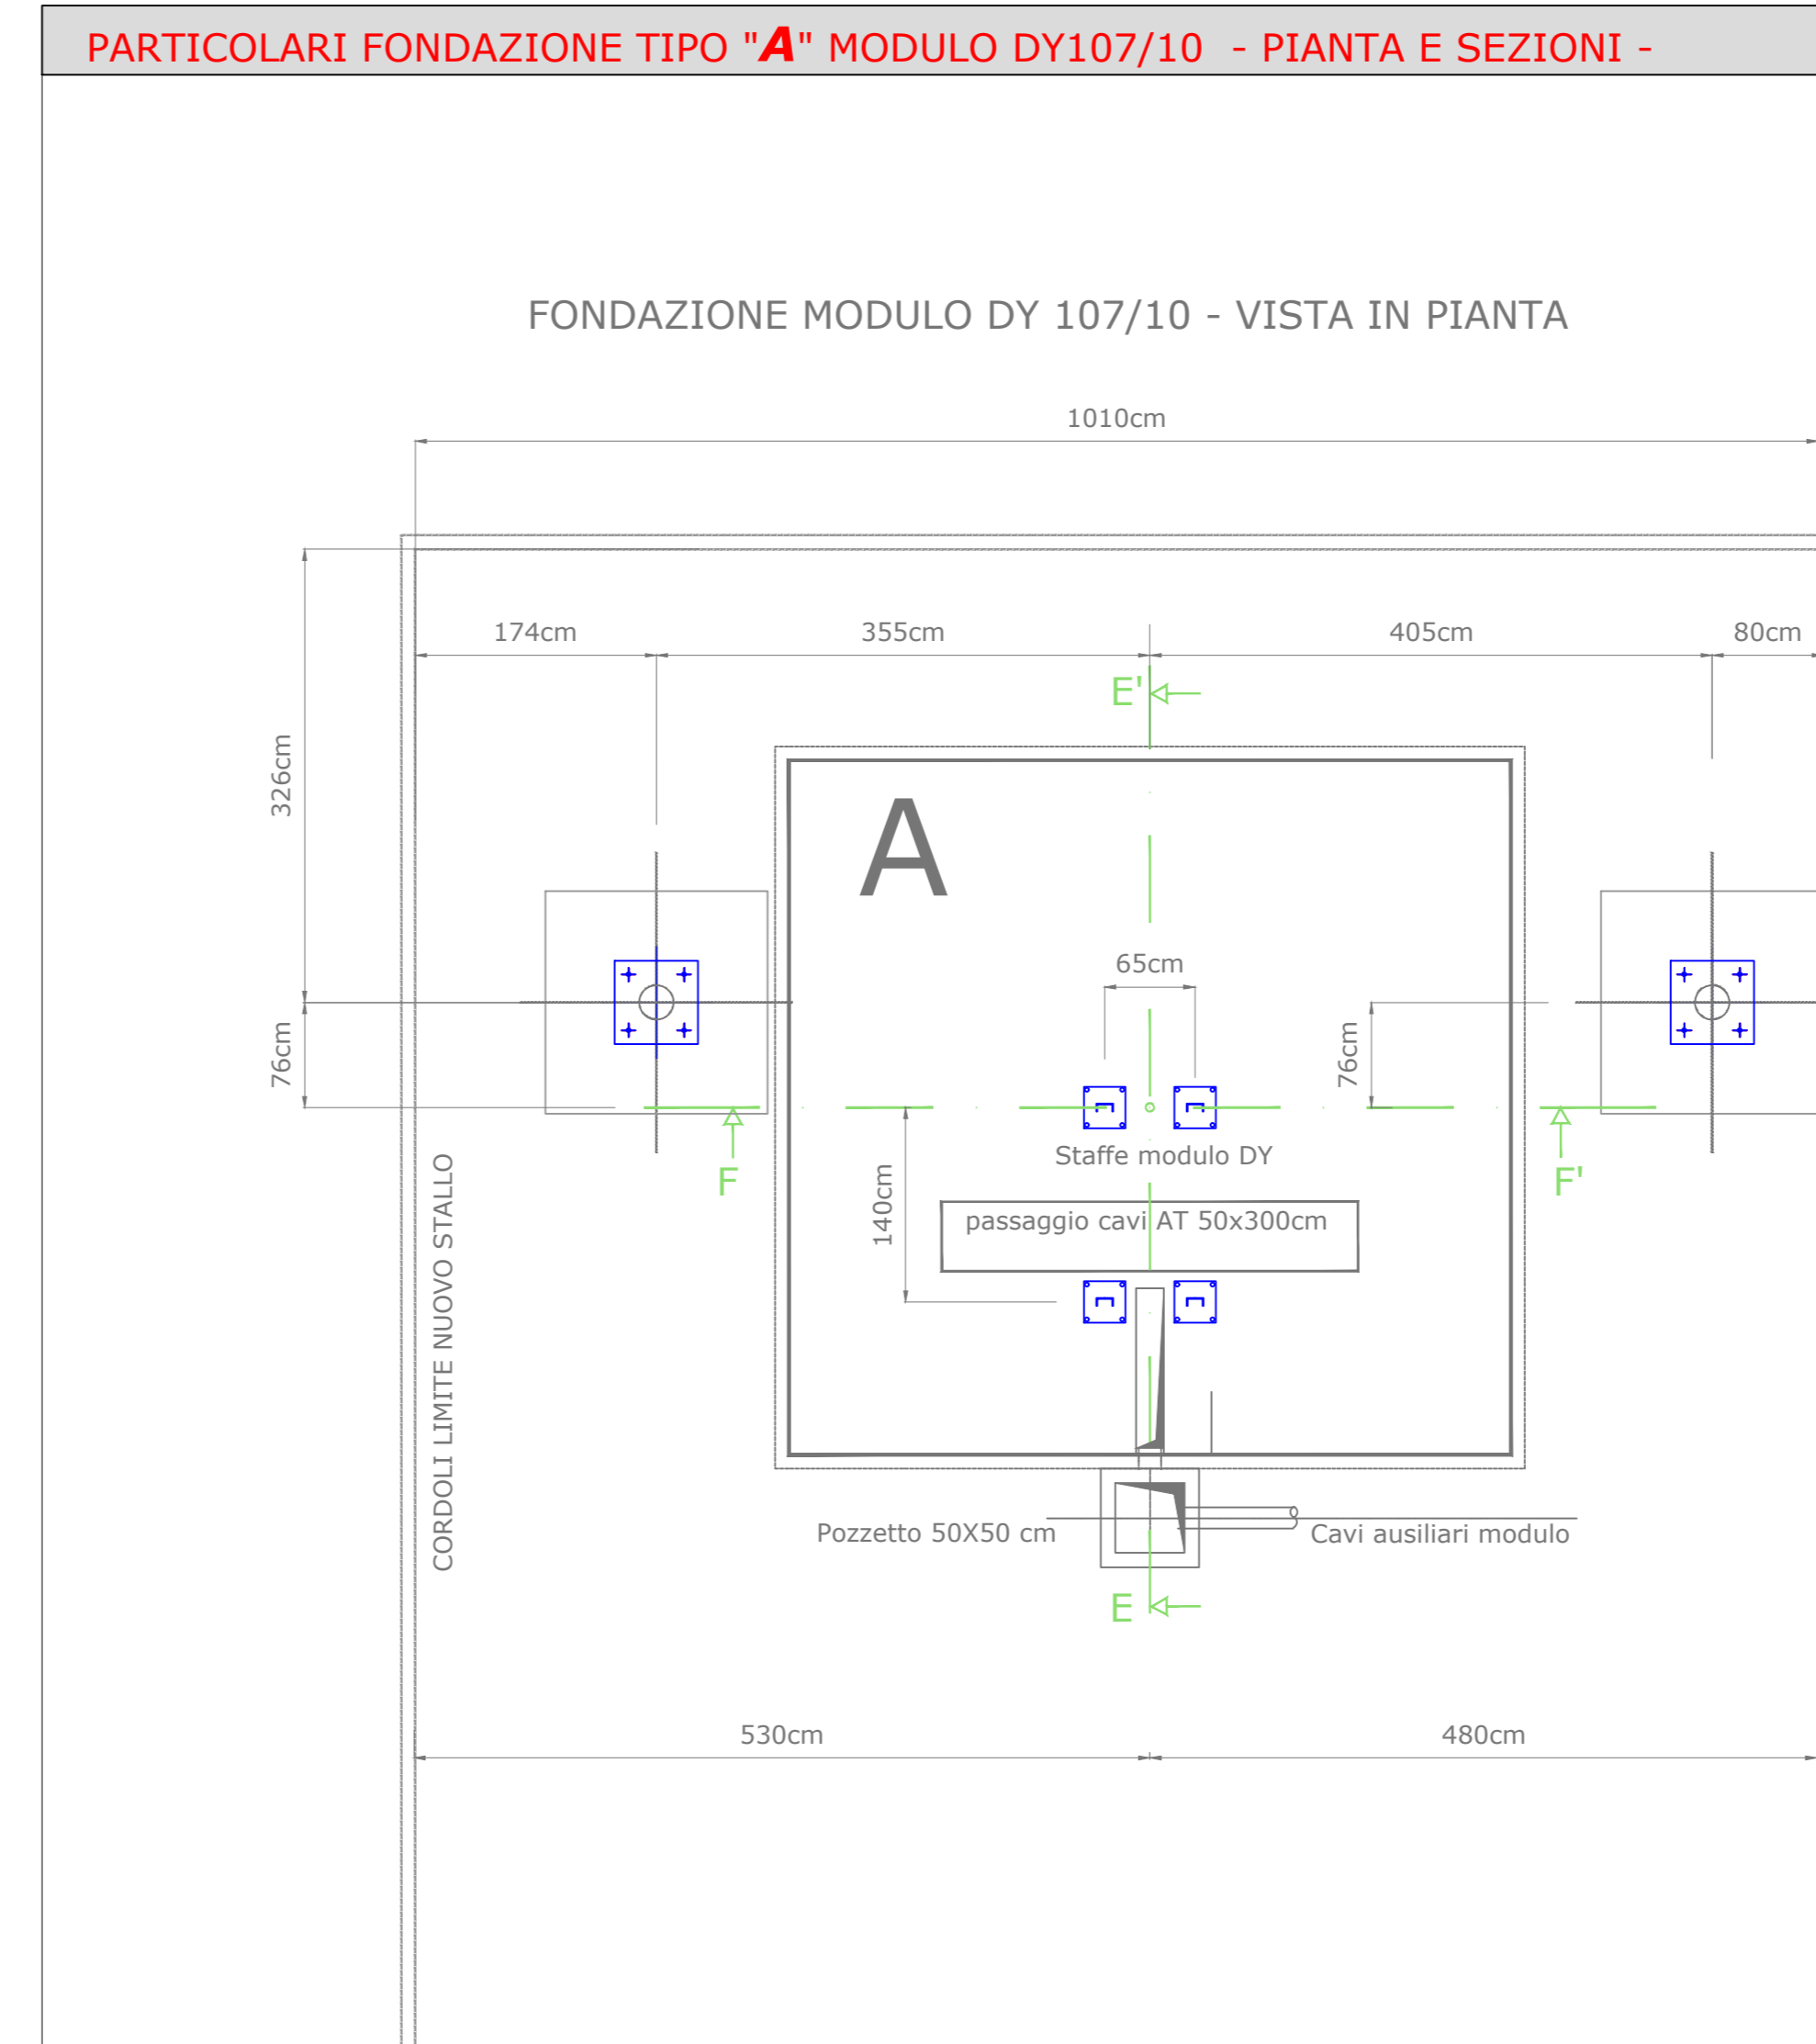 PARTICOLARI FONDAZIONE TIPO "A" MODULO DY107/10 - PIANTA E SEZIONI -
FONDAZIONE MODULO DY 107/10 - VISTA IN PIANTA
1010cm
174cm
355cm
405cm
80cm
E'
326cm
A
65cm
76cm
76cm
Staffe modulo DY
F
F'
140cm
passaggio cavi AT 50x300cm
CORDOLI LIMITE NUOVO STALLO
Pozzetto 50X50 cm
Cavi ausiliari modulo
E
530cm
480cm